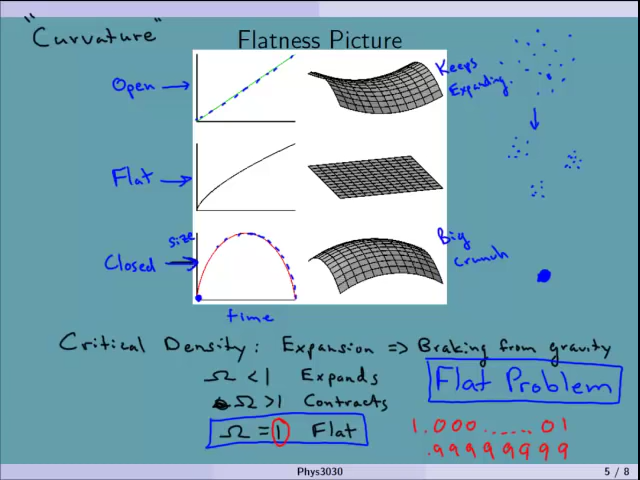 "Curvature"
Flatness Picture
Open
Keeps
Expanding
Flat
size
Closed
Big
crunch
time
Critical Density: Expansion => Braking from gravity
Ω < 1 Expands
Ω > 1 Contracts
Ω = 1 Flat
Flat Problem
1.000......01
.99999999
Phys3030
5 / 8